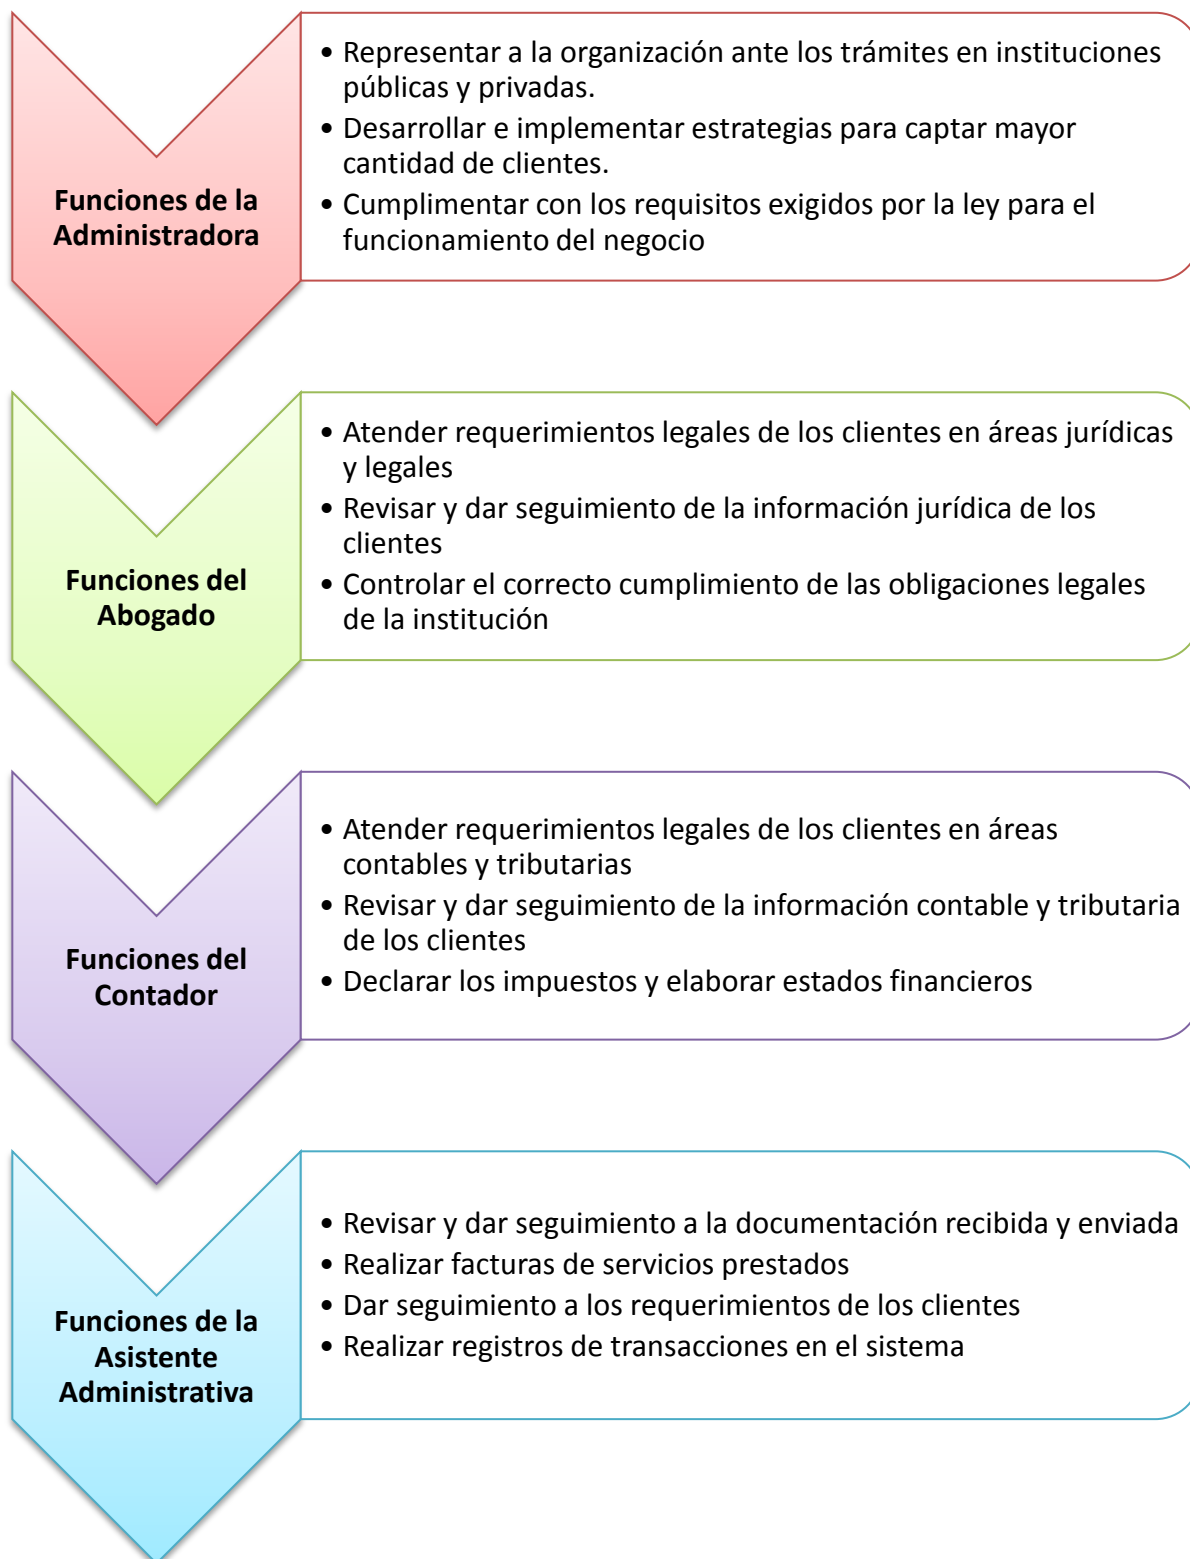 Funciones de la
Administradora
• Representar a la organización ante los trámites en instituciones
públicas y privadas.
• Desarrollar e implementar estrategias para captar mayor
cantidad de clientes.
• Cumplimentar con los requisitos exigidos por la ley para el
funcionamiento del negocio
Funciones del
Abogado
• Atender requerimientos legales de los clientes en áreas jurídicas
y legales
• Revisar y dar seguimiento de la información jurídica de los
clientes
• Controlar el correcto cumplimiento de las obligaciones legales
de la institución
Funciones del
Contador
• Atender requerimientos legales de los clientes en áreas
contables y tributarias
• Revisar y dar seguimiento de la información contable y tributaria
de los clientes
• Declarar los impuestos y elaborar estados financieros
Funciones de la
Asistente
Administrativa
• Revisar y dar seguimiento a la documentación recibida y enviada
• Realizar facturas de servicios prestados
• Dar seguimiento a los requerimientos de los clientes
• Realizar registros de transacciones en el sistema